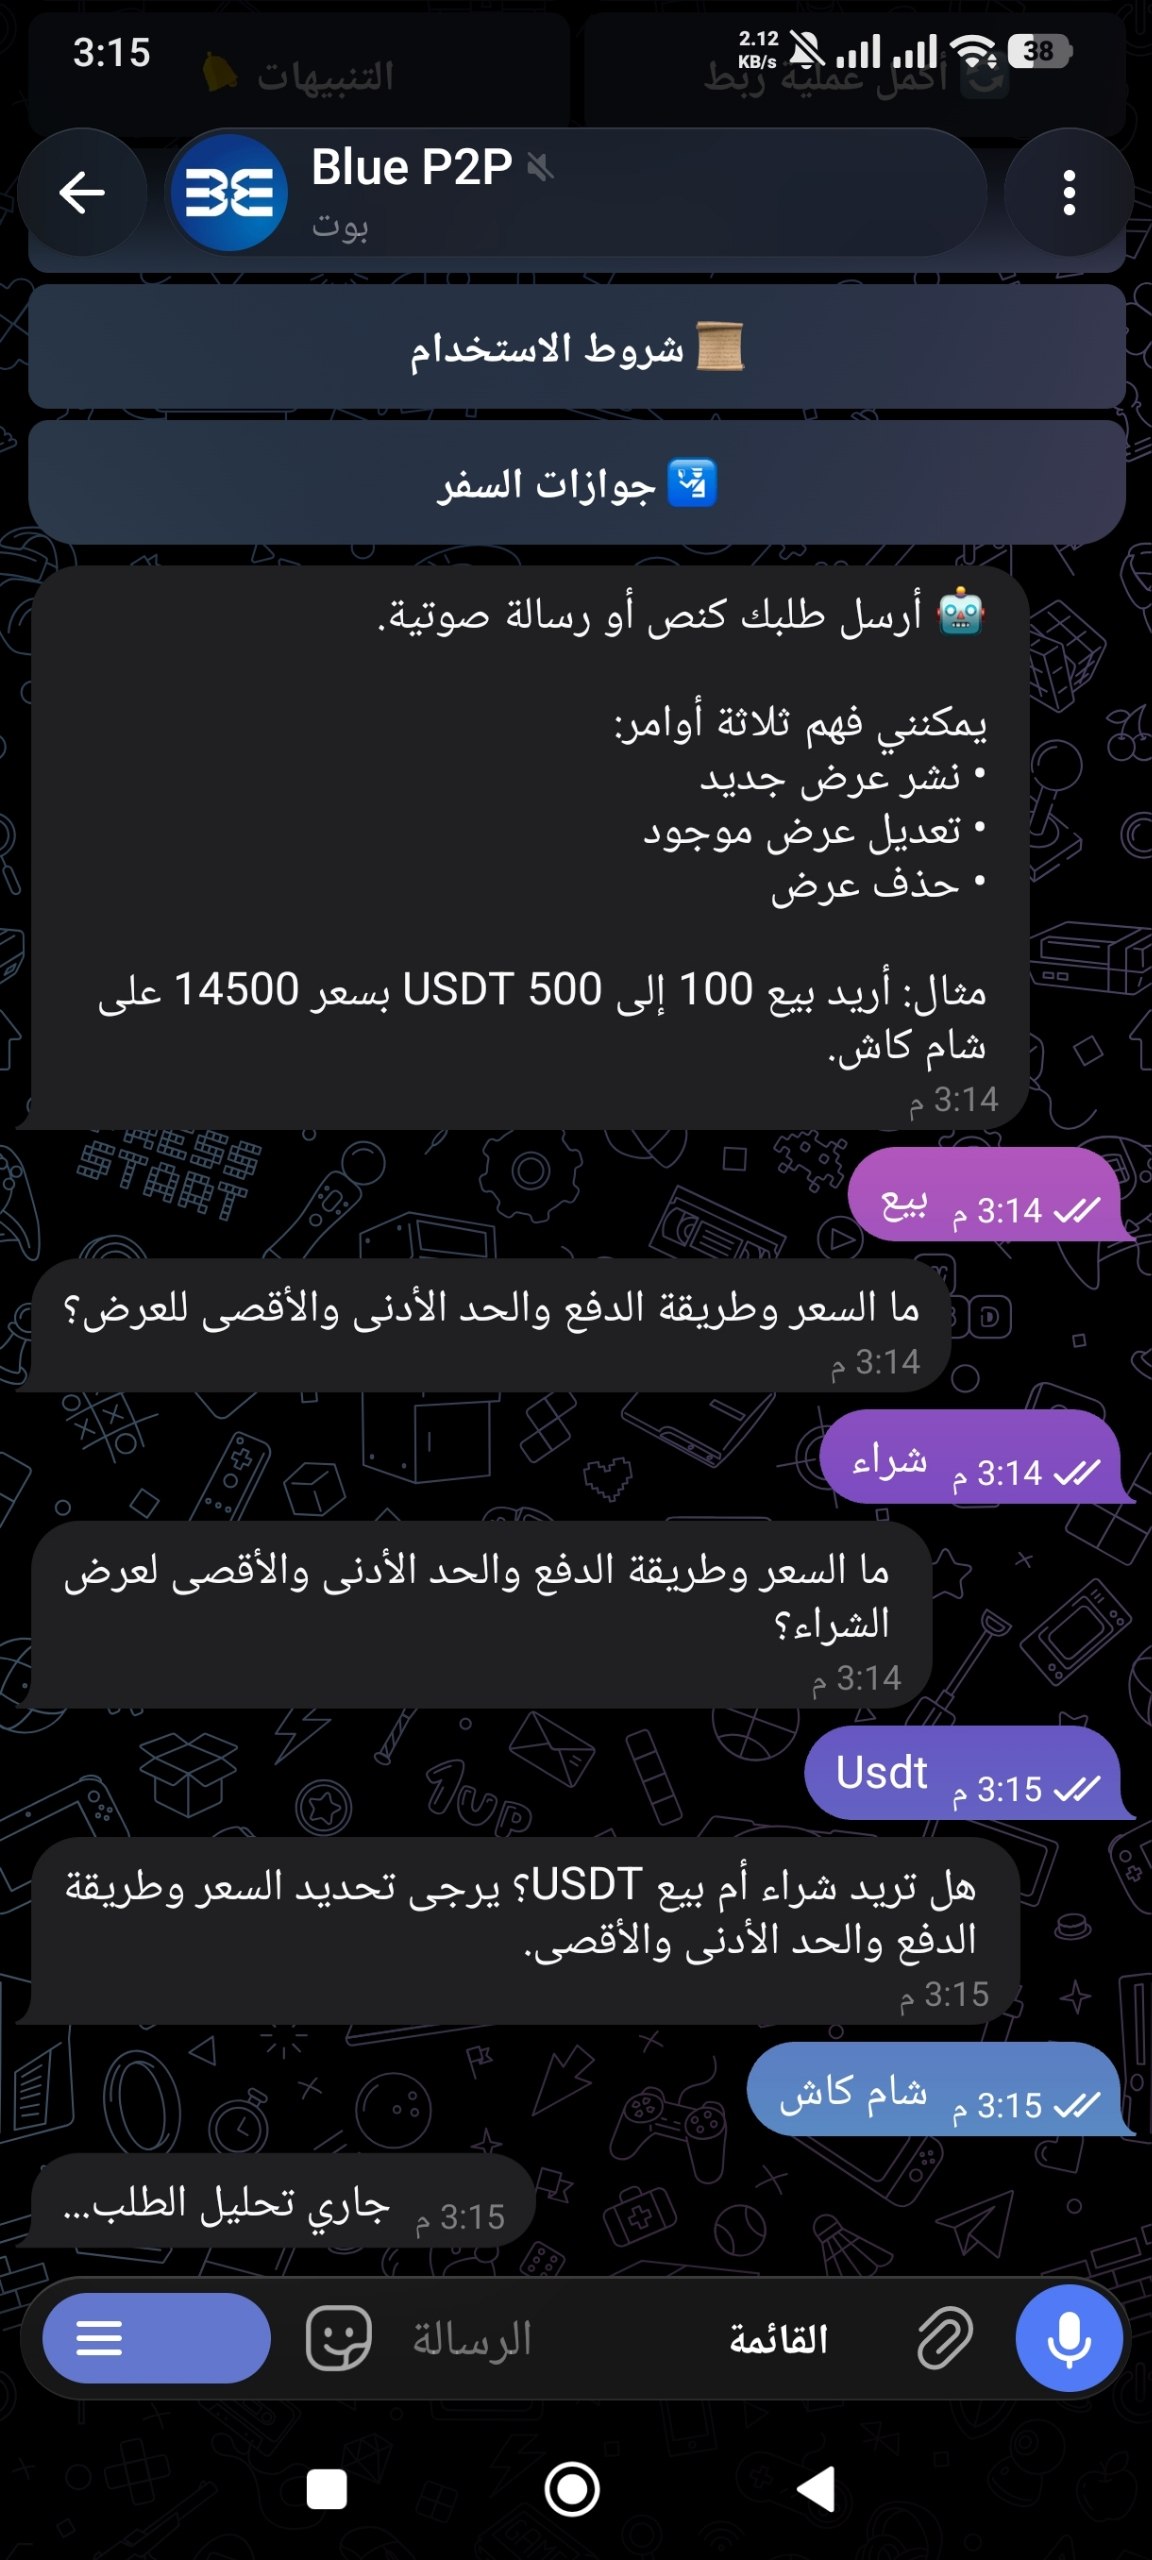 3:15
2.12
KB/s
38
التنبيهات
أكمل عملية ربط
Blue P2P
بوت
شروط الاستخدام
جوازات السفر
أرسل طلبك كنص أو رسالة صوتية.
يمكنني فهم ثلاثة أوامر:
• نشر عرض جديد
• تعديل عرض موجود
• حذف عرض
مثال: أريد بيع 100 إلى 500 USDT بسعر 14500 على
شام كاش.
3:14 م
بيع
3:14 م
ما السعر وطريقة الدفع والحد الأدنى والأقصى للعرض؟
3:14 م
شراء
3:14 م
ما السعر وطريقة الدفع والحد الأدنى والأقصى لعرض
الشراء؟
3:14 م
Usdt
3:15 م
هل تريد شراء أم بيع USDT؟ يرجى تحديد السعر وطريقة
الدفع والحد الأدنى والأقصى.
3:15 م
شام كاش
3:15 م
جاري تحليل الطلب...
3:15 م
الرسالة
القائمة